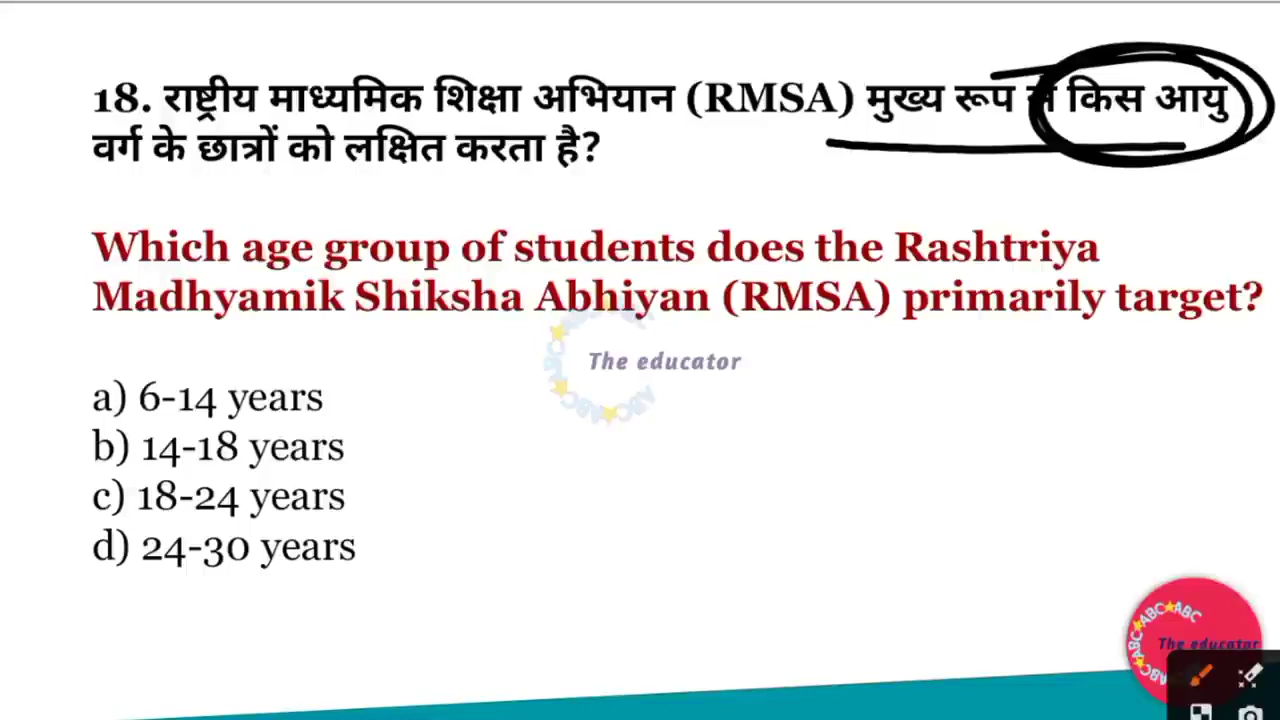 18. राष्ट्रीय माध्यमिक शिक्षा अभियान (RMSA) मुख्य रूप से किस आयु
वर्ग के छात्रों को लक्षित करता है?
Which age group of students does the Rashtriya
Madhyamik Shiksha Abhiyan (RMSA) primarily target?
The educator
a) 6-14 years
b) 14-18 years
c) 18-24 years
d) 24-30 years
ABC ABC ABC
The educator